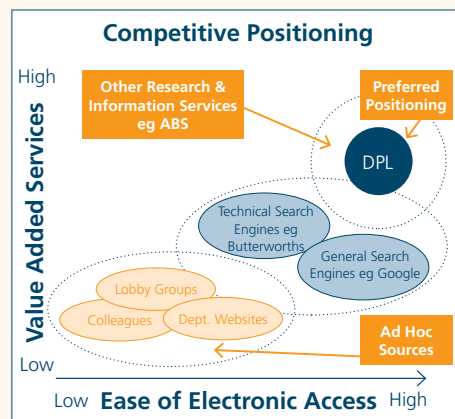 Competitive Positioning
High
Other Research &
Information Services
eg ABS
Preferred
Positioning
DPL
Value Added Services
Technical Search
Engines eg
Butterworths
General Search
Engines eg Google
Lobby Groups
Colleagues
Dept. Websites
Ad Hoc
Sources
Low
Low
Ease of Electronic Access
High